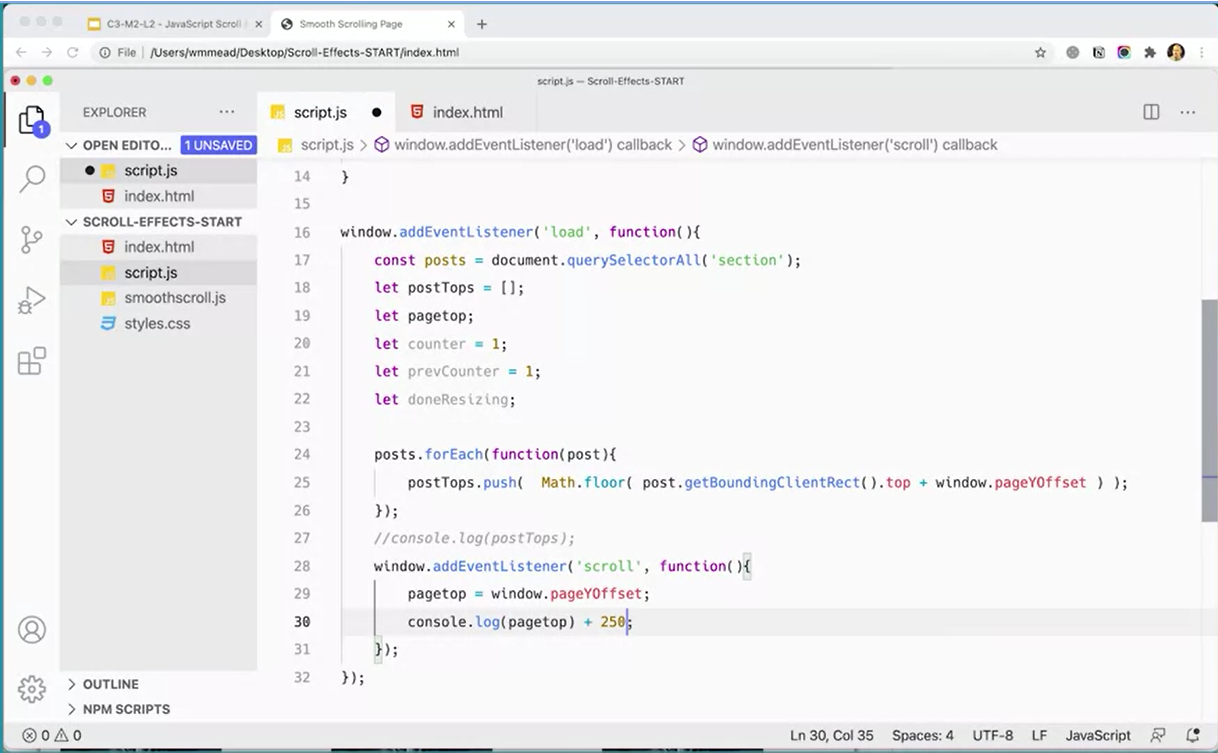 C3-M2-L2 - JavaScript Scroll
Smooth Scrolling Page
File | /Users/wmmead/Desktop/Scroll-Effects-START/index.html
script.js — Scroll-Effects-START
EXPLORER
script.js
index.html
OPEN EDITO... 1 UNSAVED
script.js > window.addEventListener('load') callback > window.addEventListener('scroll') callback
script.js
index.html
SCROLL-EFFECTS-START
index.html
script.js
smoothscroll.js
styles.css
14 }
15
16 window.addEventListener('load', function(){
17 const posts = document.querySelectorAll('section');
18 let postTops = [];
19 let pagetop;
20 let counter = 1;
21 let prevCounter = 1;
22 let doneResizing;
23
24 posts.forEach(function(post){
25 postTops.push( Math.floor( post.getBoundingClientRect().top + window.pageYOffset ) );
26 });
27 //console.log(postTops);
28 window.addEventListener('scroll', function(){
29 pagetop = window.pageYOffset;
30 console.log(pagetop) + 250;
31 });
32 });
1
OUTLINE
NPM SCRIPTS
0 0
Ln 30, Col 35 Spaces: 4 UTF-8 LF JavaScript